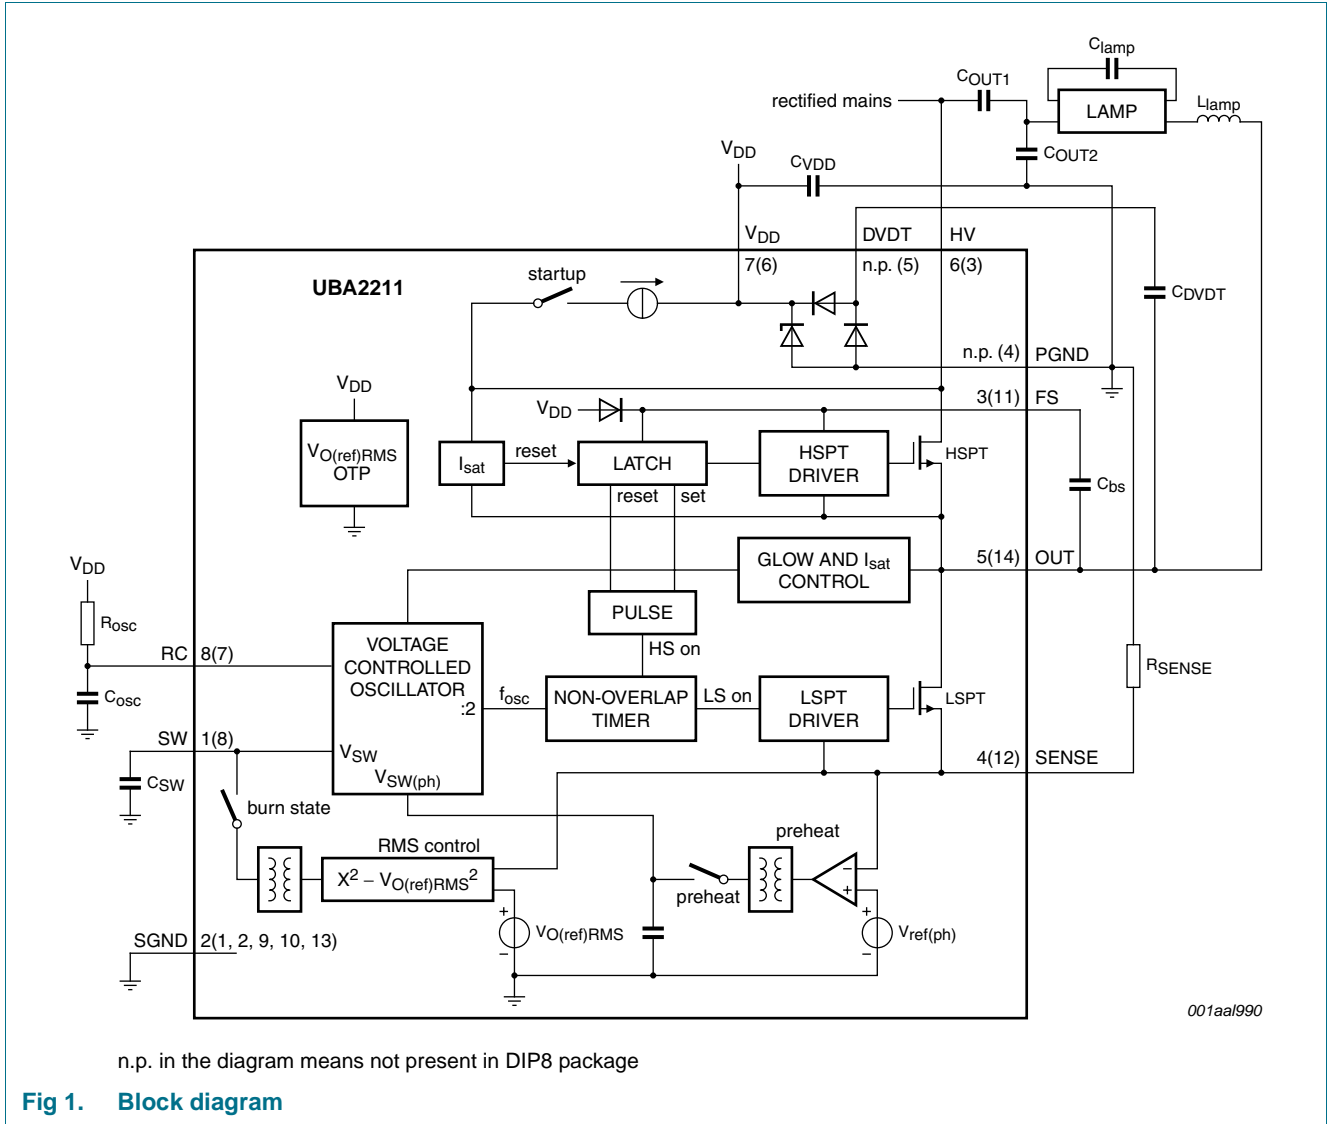 Clamp
COUT1
rectified mains
LAMP
Llamp
COUT2
VDD
CVDD
VDD
DVDT
HV
7(6)
n.p. (5)
6(3)
UBA2211
startup
CDVDT
n.p. (4)
PGND
VDD
VDD
3(11)
FS
VO(ref)RMS
OTP
Isat
reset
LATCH
HSPT
DRIVER
HSPT
reset
set
Cbs
VDD
GLOW AND Isat
CONTROL
5(14)
OUT
Rosc
PULSE
HS on
RC
8(7)
VOLTAGE
CONTROLLED
OSCILLATOR
:2
fosc
NON-OVERLAP
TIMER
LS on
LSPT
DRIVER
LSPT
RSENSE
Cosc
SW
1(8)
VSW
VSW(ph)
4(12)
SENSE
CSW
burn state
RMS control
X2 − VO(ref)RMS2
preheat
preheat
−
+
+
VO(ref)RMS
−
+
Vref(ph)
−
SGND
2(1, 2, 9, 10, 13)
001aal990
n.p. in the diagram means not present in DIP8 package
Fig 1. Block diagram